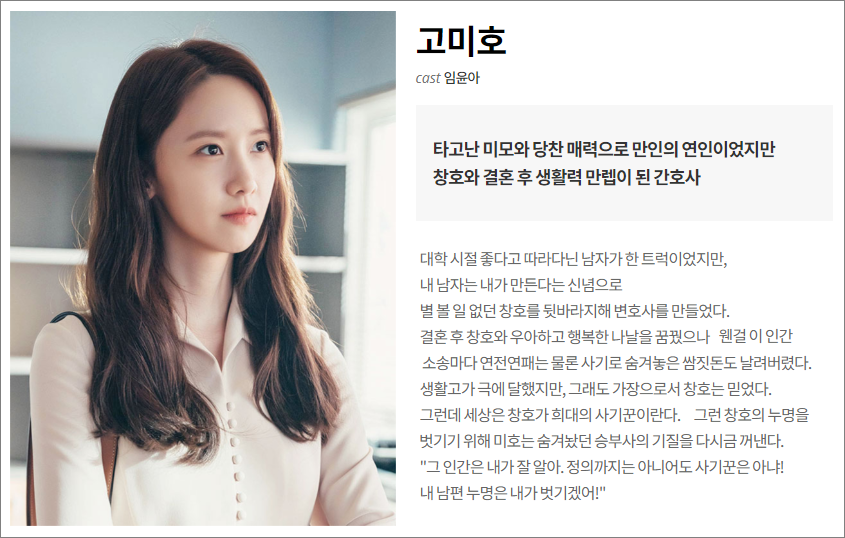 고미호
cast 임윤아
타고난 미모와 당찬 매력으로 만인의 연인이었지만
창호와 결혼 후 생활력 만렙이 된 간호사
대학 시절 좋다고 따라다닌 남자가 한 트럭이었지만,
내 남자는 내가 만든다는 신념으로
별 볼 일 없던 창호를 뒷바라지해 변호사를 만들었다.
결혼 후 창호와 우아하고 행복한 나날을 꿈꿨으나 웬걸 이 인간
소송마다 연전연패는 물론 사기로 숨겨놓은 쌈짓돈도 날려버렸다.
생활고가 극에 달했지만, 그래도 가장으로서 창호는 믿었다.
그런데 세상은 창호가 희대의 사기꾼이란다. 그런 창호의 누명을
벗기기 위해 미호는 숨겨놨던 승부사의 기질을 다시금 꺼낸다.
"그 인간은 내가 잘 알아. 정의까지는 아니어도 사기꾼은 아냐!
내 남편 누명은 내가 벗기겠어!"